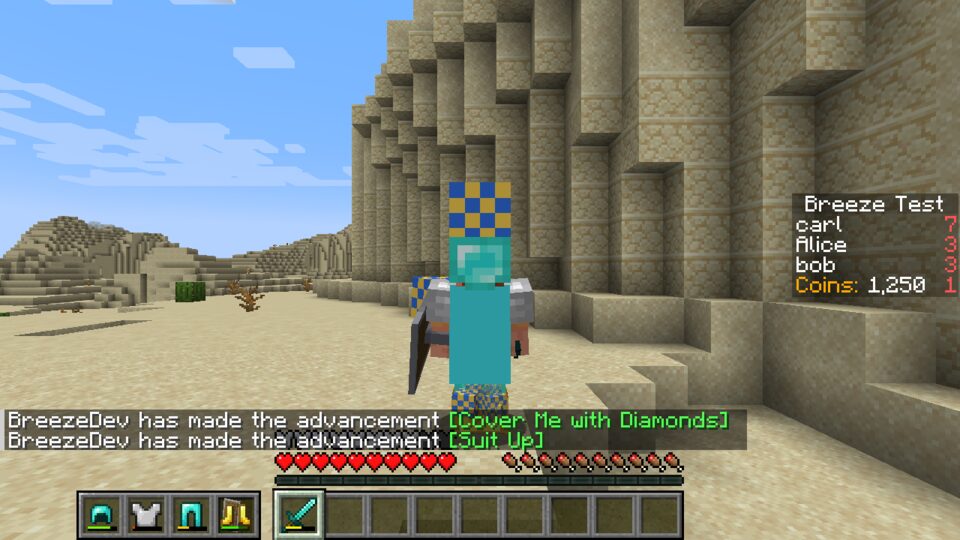 Breeze Test
carl 7
Alice 3
bob 3
Coins: 1,250 1
BreezeDev has made the advancement [Cover Me with Diamonds]
BreezeDev has made the advancement [Suit Up]